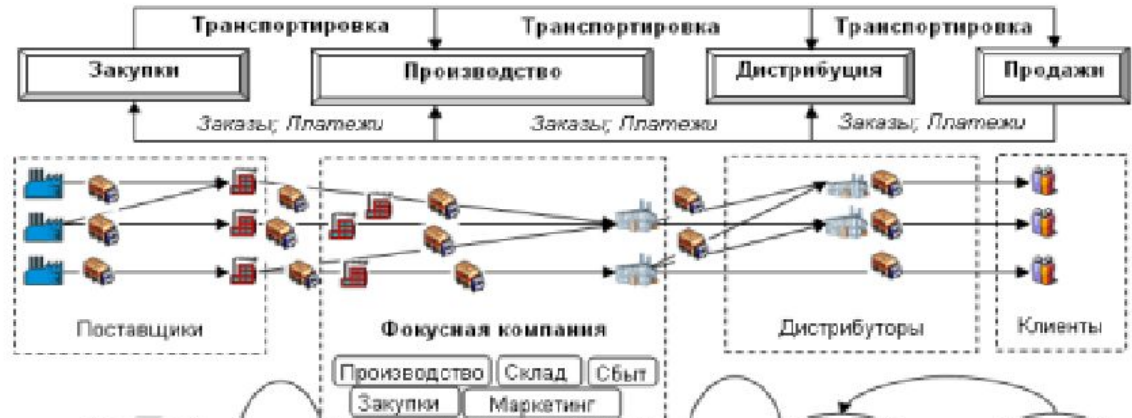 Транспортировка Транспортировка Транспортировка
Закупки Производство Дистрибуция Продажи
Заказы; Платежи Заказы; Платежи Заказы; Платежи
Поставщики Фокусная компания Дистрибуторы Клиенты
Производство Склад Сбыт
Закупки Маркетинг